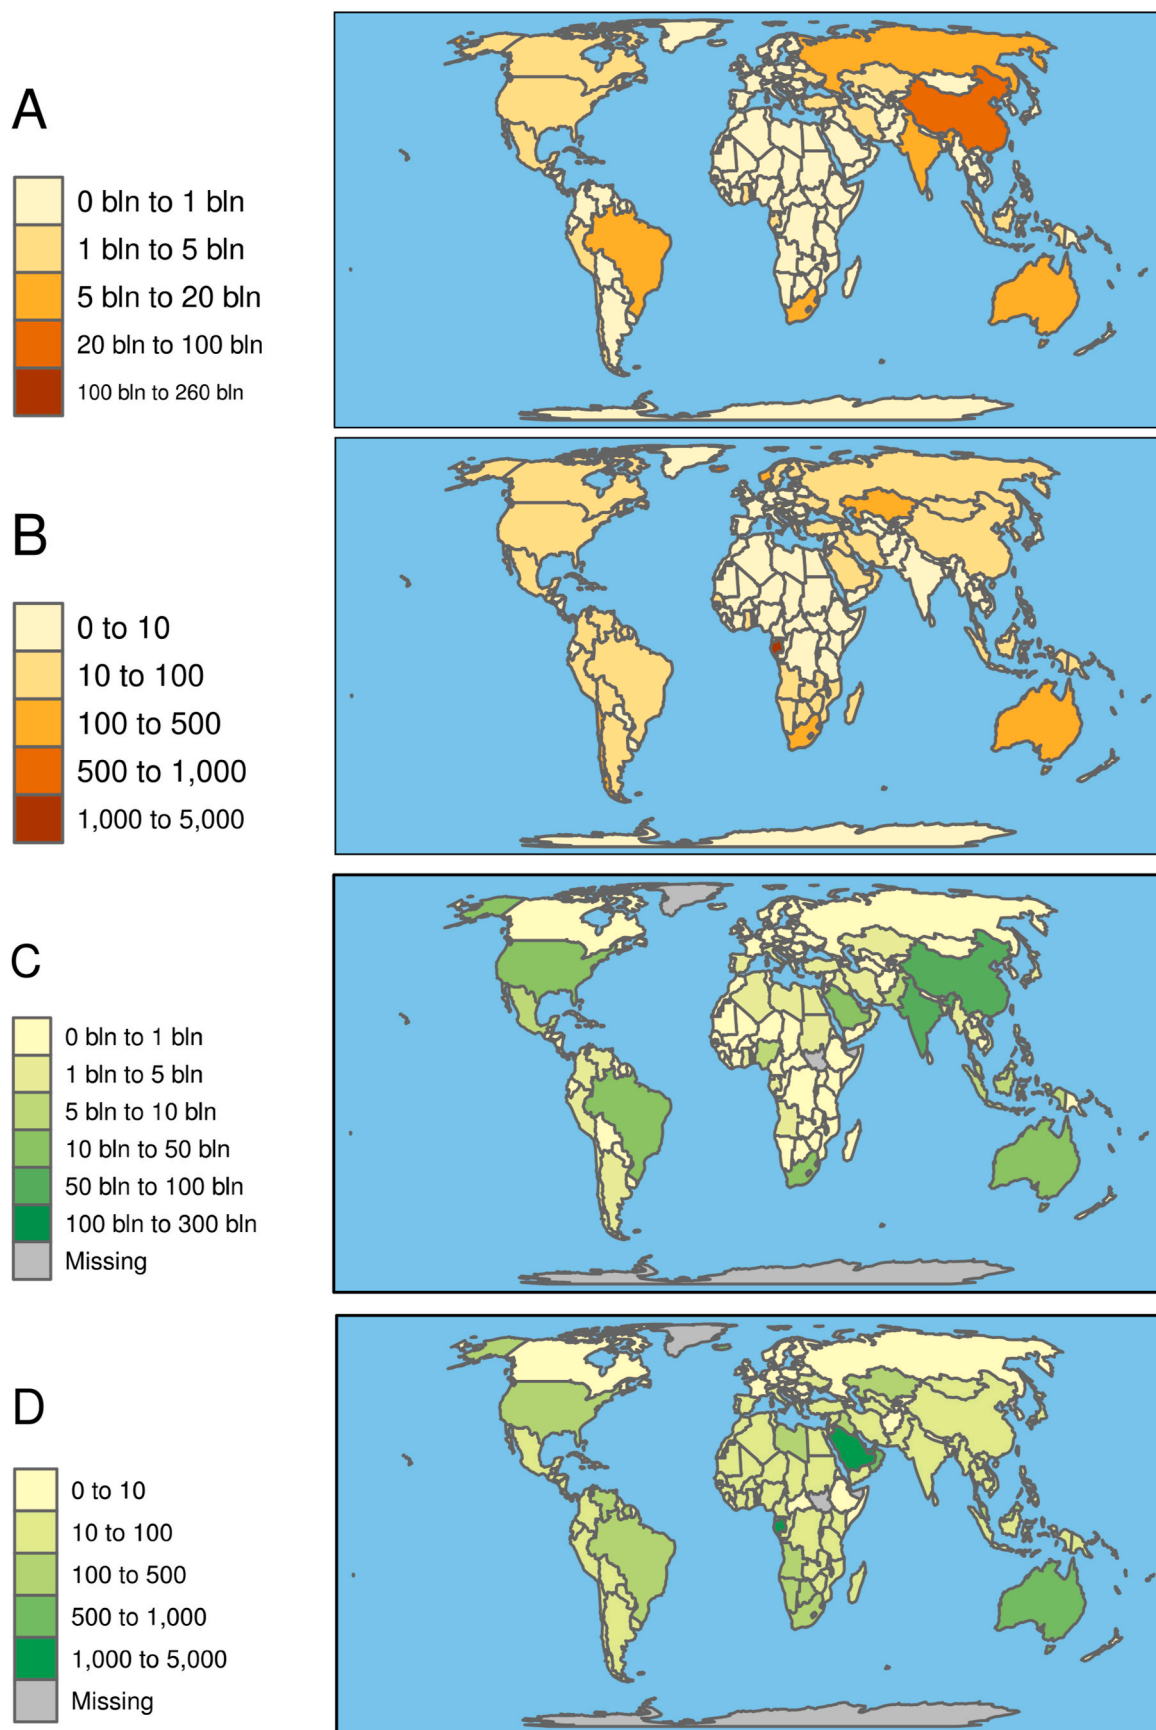 A
0 bln to 1 bln
1 bln to 5 bln
5 bln to 20 bln
20 bln to 100 bln
100 bln to 260 bln
B
0 to 10
10 to 100
100 to 500
500 to 1,000
1,000 to 5,000
C
0 bln to 1 bln
1 bln to 5 bln
5 bln to 10 bln
10 bln to 50 bln
50 bln to 100 bln
100 bln to 300 bln
Missing
D
0 to 10
10 to 100
100 to 500
500 to 1,000
1,000 to 5,000
Missing